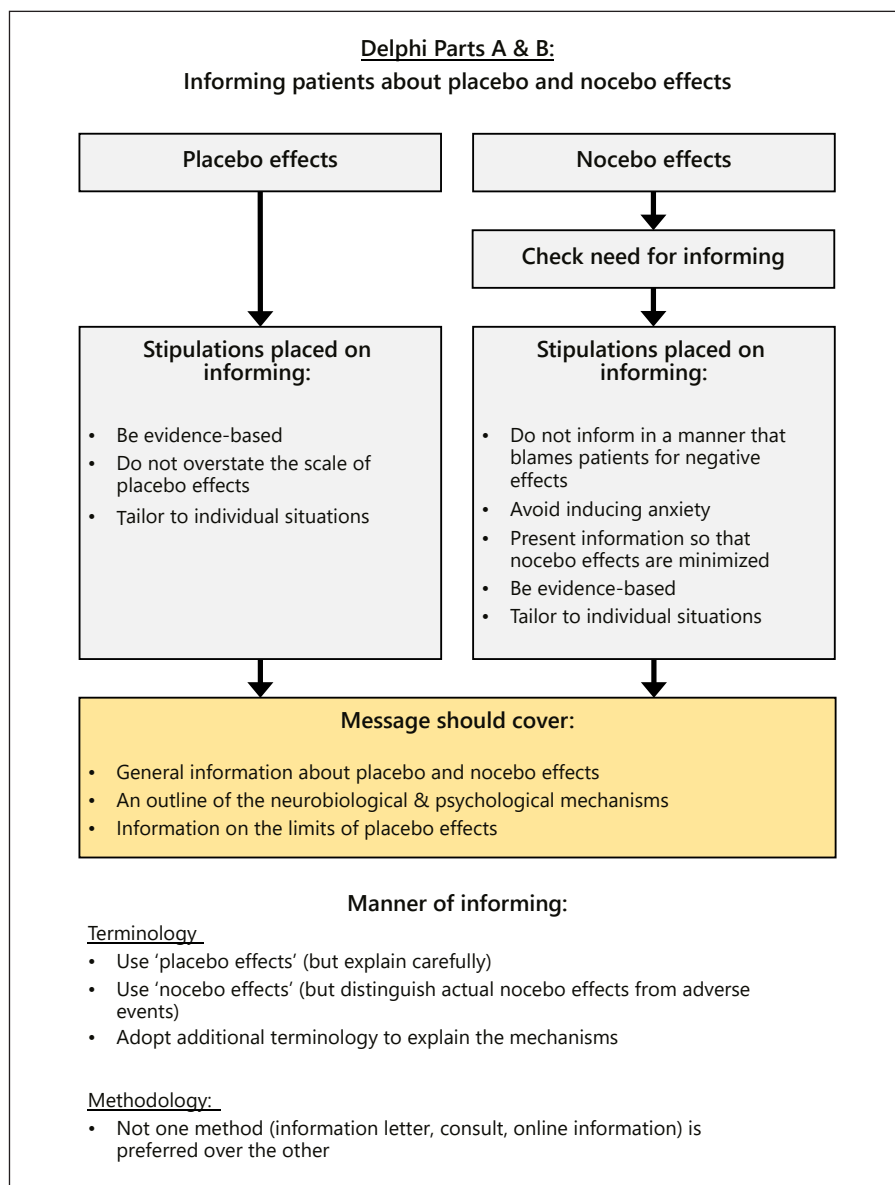 Delphi Parts A & B:
Informing patients about placebo and nocebo effects
Placebo effects
Nocebo effects
Check need for informing
Stipulations placed on
informing:
• Be evidence-based
• Do not overstate the scale of
placebo effects
• Tailor to individual situations
Stipulations placed on
informing:
• Do not inform in a manner that
blames patients for negative
effects
• Avoid inducing anxiety
• Present information so that
nocebo effects are minimized
• Be evidence-based
• Tailor to individual situations
Message should cover:
• General information about placebo and nocebo effects
• An outline of the neurobiological & psychological mechanisms
• Information on the limits of placebo effects
Manner of informing:
Terminology
• Use ‘placebo effects’ (but explain carefully)
• Use ‘nocebo effects’ (but distinguish actual nocebo effects from adverse
events)
• Adopt additional terminology to explain the mechanisms
Methodology:
• Not one method (information letter, consult, online information) is
preferred over the other